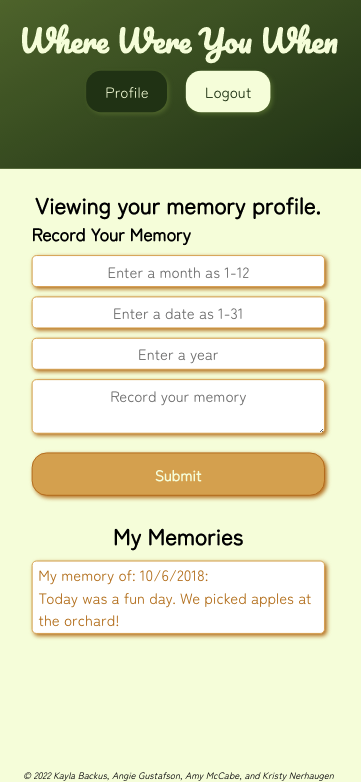 Where Were You When
Profile
Logout
Viewing your memory profile.
Record Your Memory
Enter a month as 1-12
Enter a date as 1-31
Enter a year
Record your memory
Submit
My Memories
My memory of: 10/6/2018:
Today was a fun day. We picked apples at
the orchard!
© 2022 Kayla Backus, Angie Gustafson, Amy McCabe, and Kristy Nerhaugen